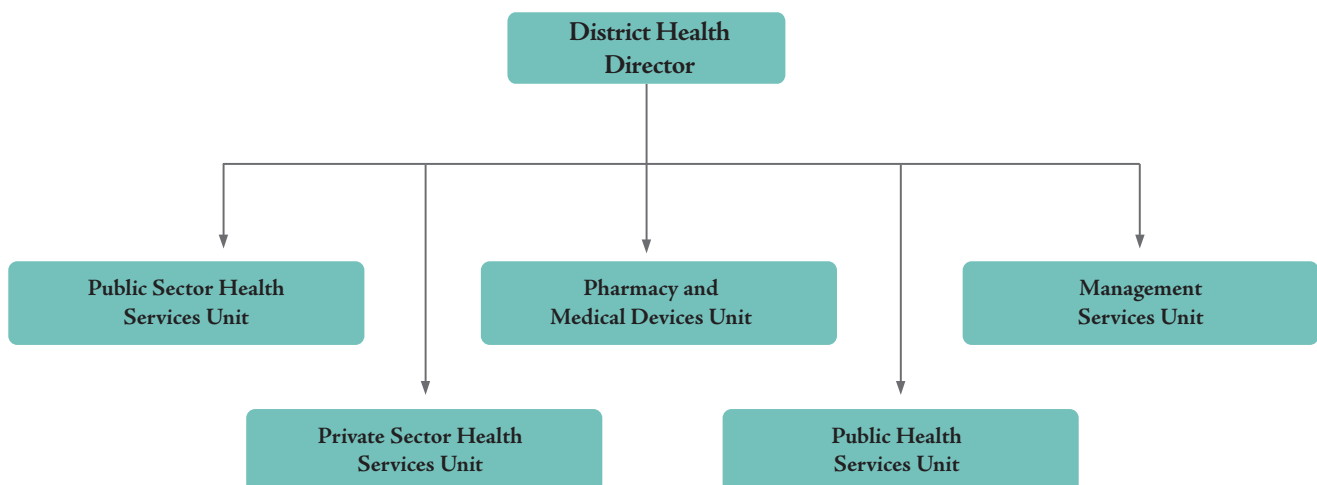 District Health
Director
Public Sector Health
Services Unit
Pharmacy and
Medical Devices Unit
Management
Services Unit
Private Sector Health
Services Unit
Public Health
Services Unit